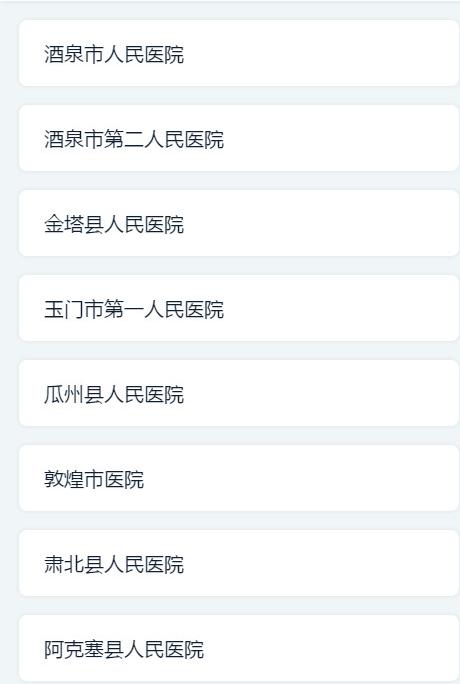 酒泉市人民医院
酒泉市第二人民医院
金塔县人民医院
玉门市第一人民医院
瓜州县人民医院
敦煌市医院
肃北县人民医院
阿克塞县人民医院